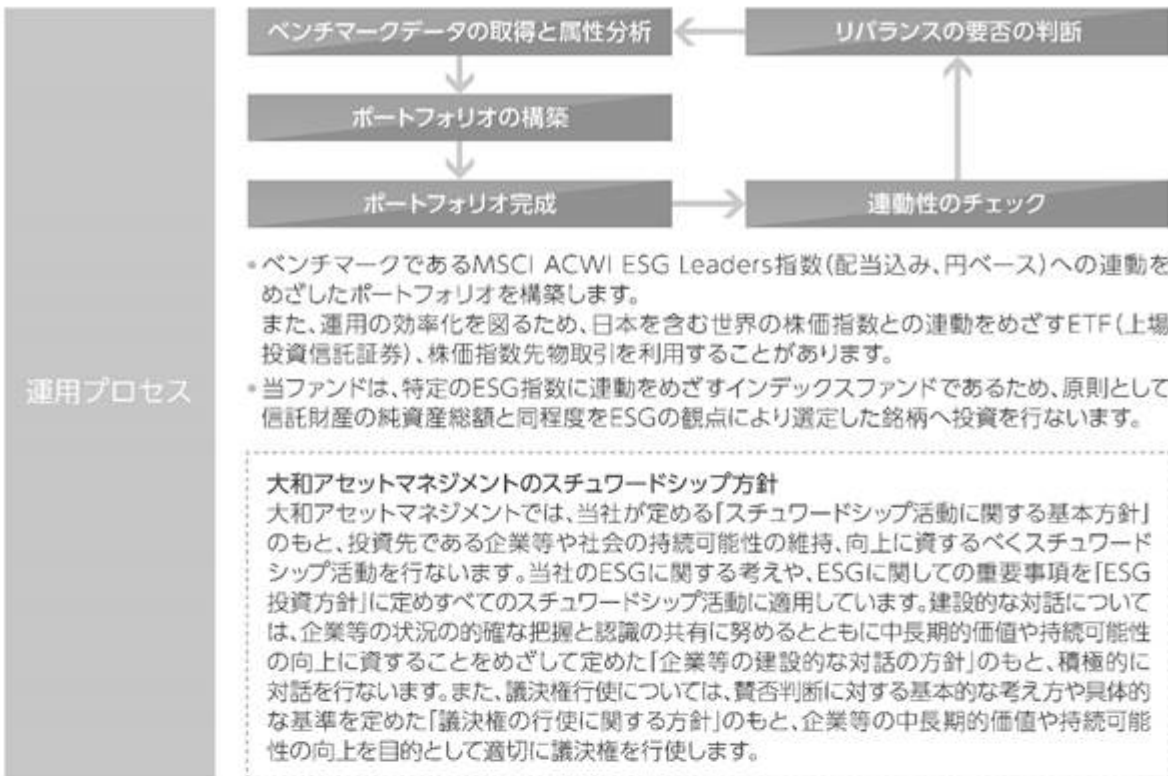 運用プロセス
ベンチマークデータの取得と属性分析
リバランスの要否の判断
ポートフォリオの構築
ポートフォリオ完成
連動性のチェック
•ベンチマークであるMSCI ACWI ESG Leaders指数(配当込み、円ベース)への連動を
めざしたポートフォリオを構築します。
また、運用の効率化を図るため、日本を含む世界の株価指数との連動をめざすETF(上場
投資信託証券)、株価指数先物取引を利用することがあります。
•当ファンドは、特定のESG指数に連動をめざすインデックスファンドであるため、原則として
信託財産の純資産総額と同程度をESGの観点により選定した銘柄へ投資を行ないます。
大和アセットマネジメントのスチュワードシップ方針
大和アセットマネジメントでは、当社が定める「スチュワードシップ活動に関する基本方針」
のもと、投資先である企業等や社会の持続可能性の維持、向上に資するべくスチュワード
シップ活動を行ないます。当社のESGに関する考えや、ESGに関しての重要事項を「ESG
投資方針」に定めすべてのスチュワードシップ活動に適用しています。建設的な対話について
は、企業等の状況の的確な把握と認識の共有に努めるとともに中長期的価値や持続可能性
の向上に資することをめざして定めた「企業等の建設的な対話の方針」のもと、積極的に
対話を行ないます。また、議決権行使については、賛否判断に対する基本的な考え方や具体的
な基準を定めた「議決権の行使に関する方針」のもと、企業等の中長期的価値や持続可能
性の向上を目的として適切に議決権を行使します。